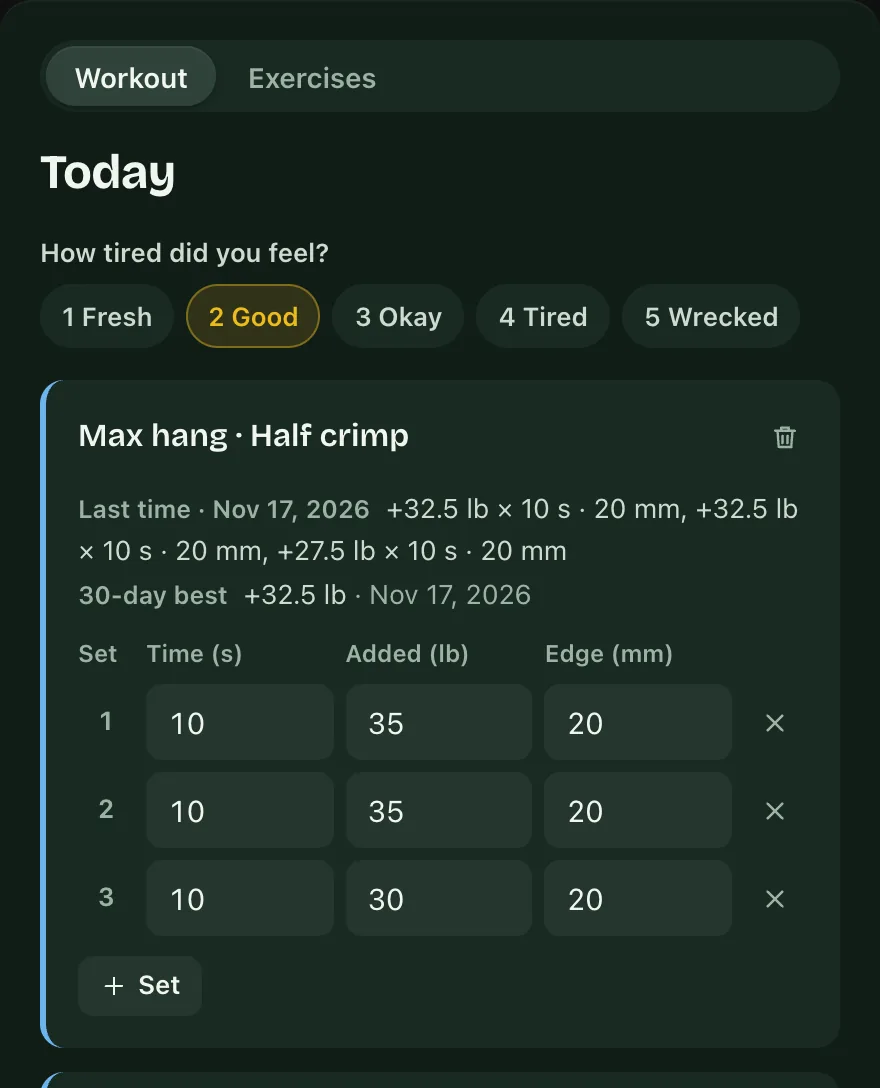 Workout Exercises
Today
How tired did you feel?
1 Fresh 2 Good 3 Okay 4 Tired 5 Wrecked
Max hang · Half crimp
Last time · Nov 17, 2026 +32.5 lb × 10 s · 20 mm, +32.5 lb
× 10 s · 20 mm, +27.5 lb × 10 s · 20 mm
30-day best +32.5 lb · Nov 17, 2026
Set Time (s) Added (lb) Edge (mm)
1 10 35 20
2 10 35 20
3 10 30 20
+ Set